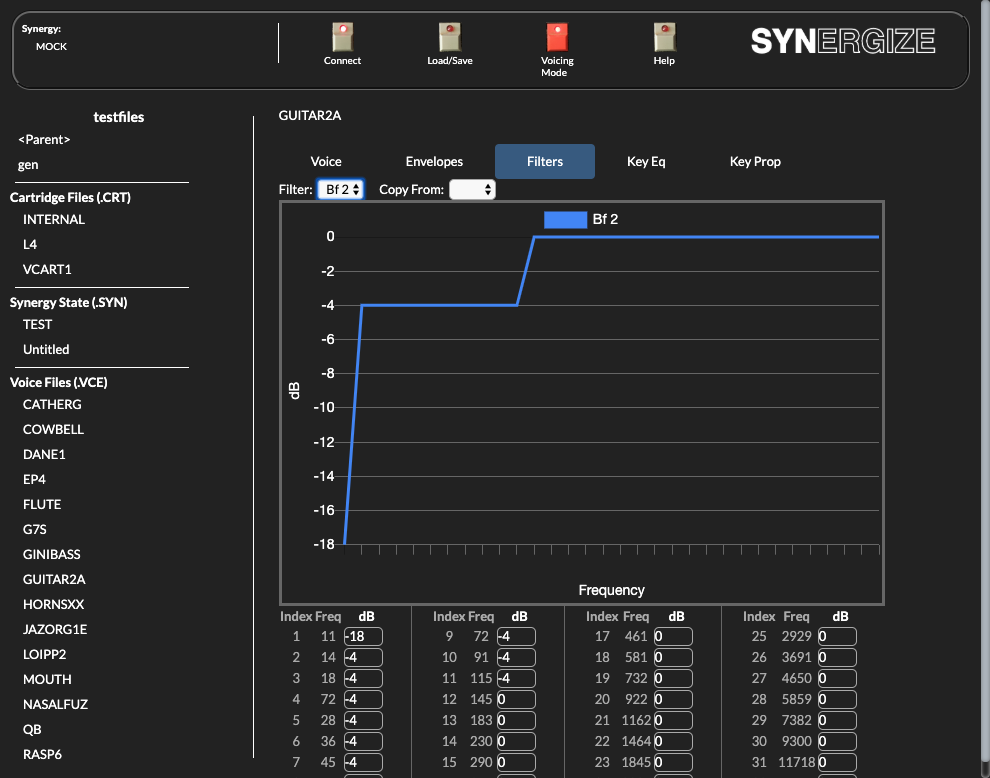 Synergy:
MOCK
Connect
Load/Save
Voicing
Mode
Help
SYNERGIZE
testfiles
<Parent>
gen
Cartridge Files (.CRT)
INTERNAL
L4
VCART1
Synergy State (.SYN)
TEST
Untitled
Voice Files (.VCE)
CATHERG
COWBELL
DANE1
EP4
FLUTE
G7S
GINIBASS
GUITAR2A
HORNSXX
JAZORG1E
LOIPP2
MOUTH
NASALFUZ
QB
RASP6
GUITAR2A
Voice Envelopes Filters Key Eq Key Prop
Filter: Bf 2 Copy From:
Bf 2
0
-2
-4
-6
-8
-10
-12
-14
-16
-18
dB
Frequency
Index Freq dB Index Freq dB Index Freq dB Index Freq dB
1 11 -18 9 72 -4 17 461 0 25 2929 0
2 14 -4 10 91 -4 18 581 0 26 3691 0
3 18 -4 11 115 -4 19 732 0 27 4650 0
4 72 -4 12 145 0 20 922 0 28 5859 0
5 28 -4 13 183 0 21 1162 0 29 7382 0
6 36 -4 14 230 0 22 1464 0 30 9300 0
7 45 -4 15 290 0 23 1845 0 31 11718 0